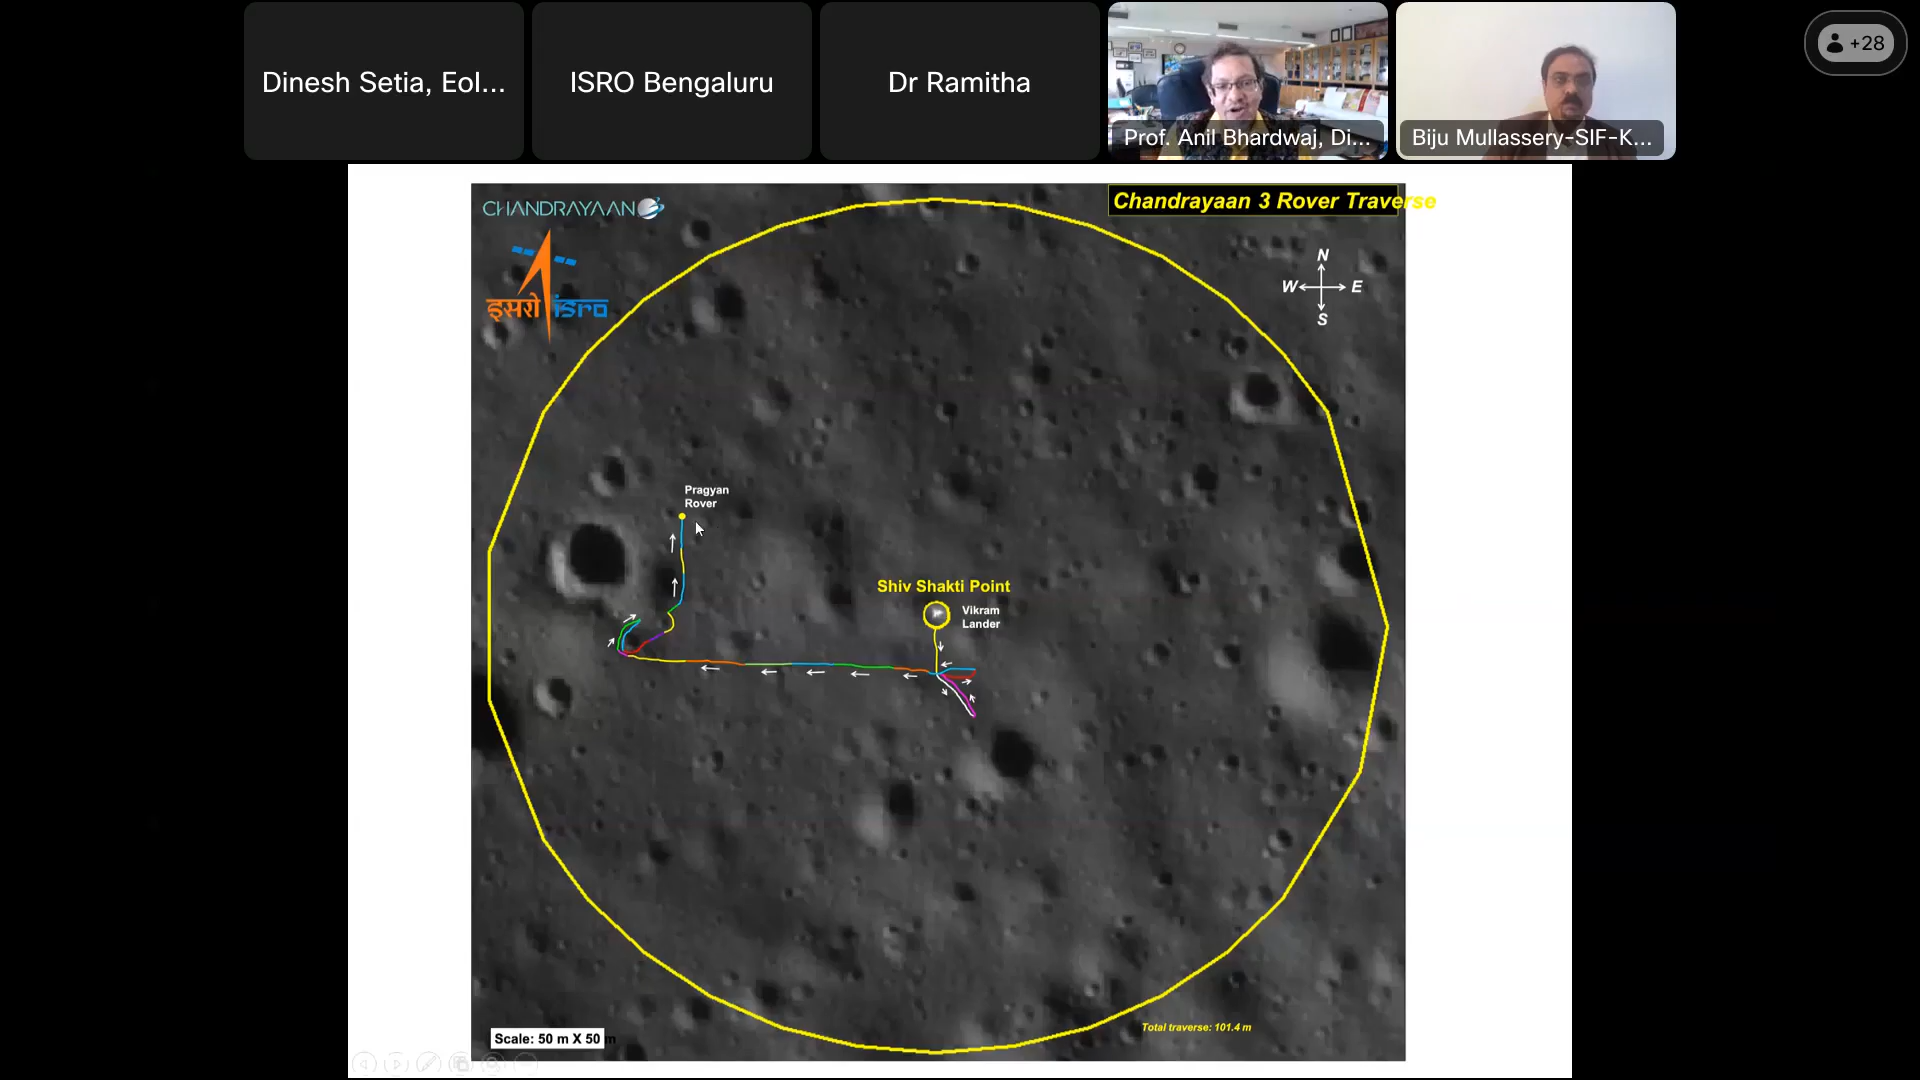 Dinesh Setia, Eol...
ISRO Bengaluru
Dr Ramitha
Prof. Anil Bhardwaj, Di...
Biju Mullassery-SIF-K...
+28
CHANDRAYAAN
Chandrayaan 3 Rover Traverse
इसरो isro
N
W E
S
Pragyan
Rover
Shiv Shakti Point
Vikram
Lander
Total traverse: 101.4 m
Scale: 50 m X 50 m